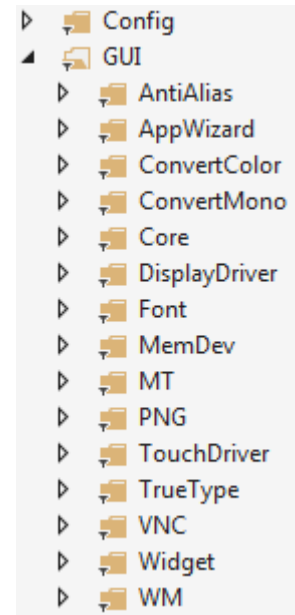 Config
GUI
AntiAlias
AppWizard
ConvertColor
ConvertMono
Core
DisplayDriver
Font
MemDev
MT
PNG
TouchDriver
TrueType
VNC
Widget
WM